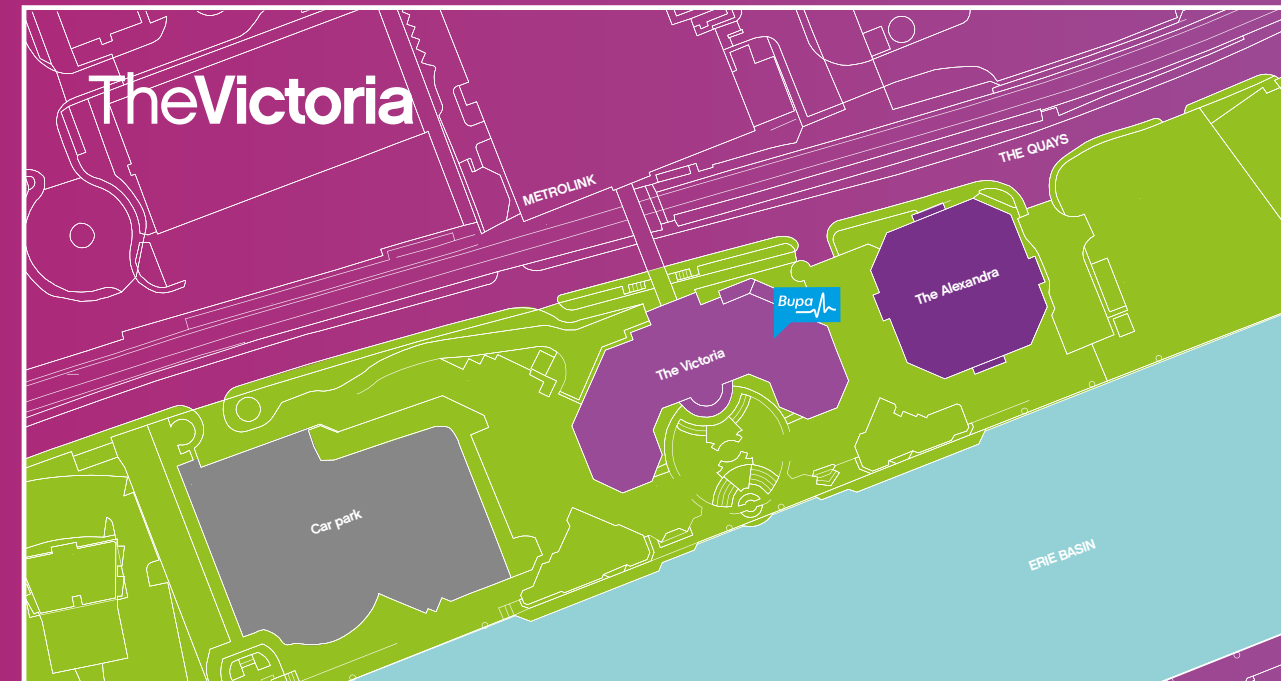 TheVictoria
THE QUAYS
METROLINK
The Alexandra
Bupa
The Victoria
Car park
ERIE BASIN